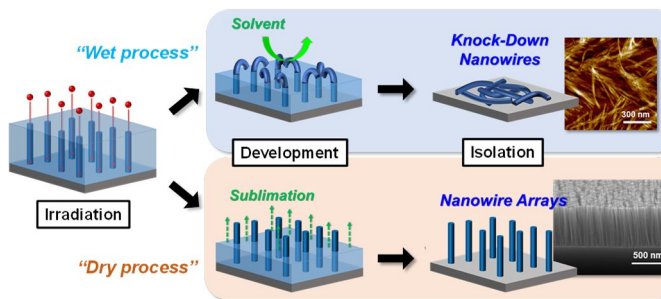 "Wet process"
Solvent
Knock-Down
Nanowires
300 nm
Development
Isolation
Irradiation
Sublimation
Nanowire Arrays
500 nm
"Dry process"